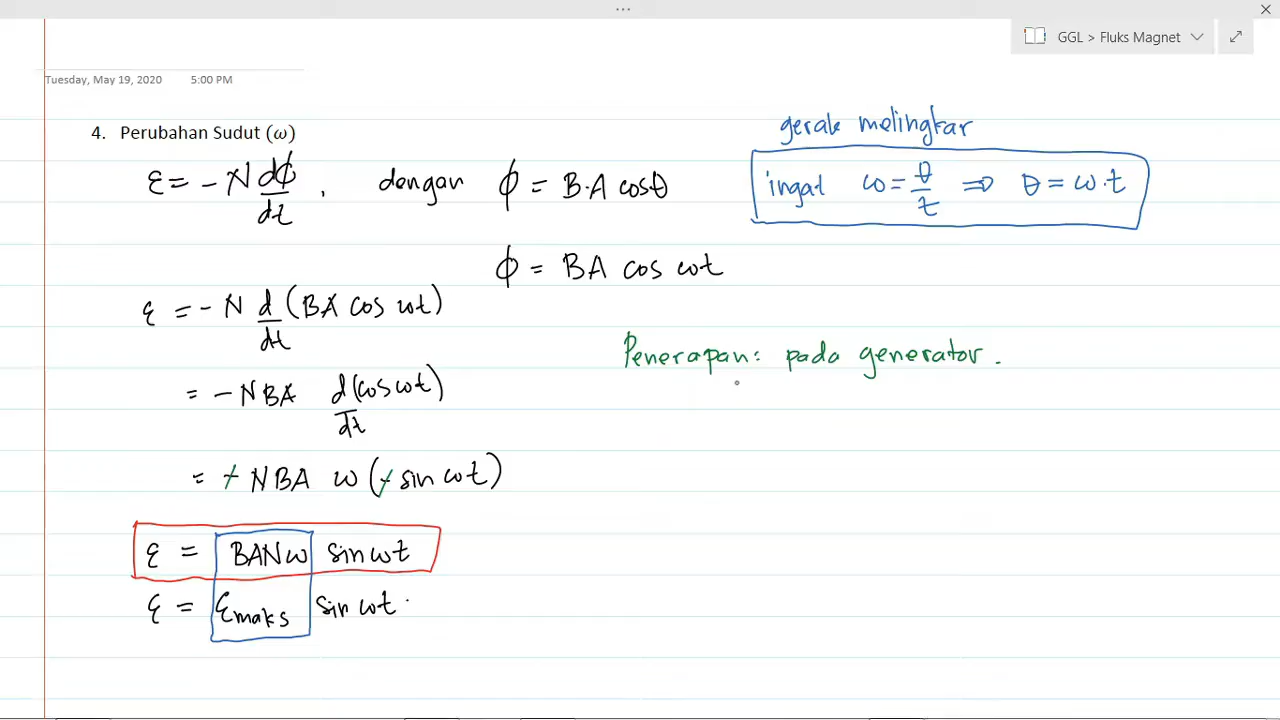 GGL > Fluks Magnet
Tuesday, May 19, 2020 5:00 PM
4. Perubahan Sudut (ω)
gerak melingkar
ε = - N dϕ/dt , dengan ϕ = B·A cosθ
ingat ω = θ/t ⇒ θ = ω·t
ϕ = BA cos ωt
ε = - N d/dt (BA cos ωt)
Penerapan: pada generator.
= - NBA d(cos ωt)/dt
= - NBA ω (- sin ωt)
ε = BANω sin ωt
ε = εmaks sin ωt.